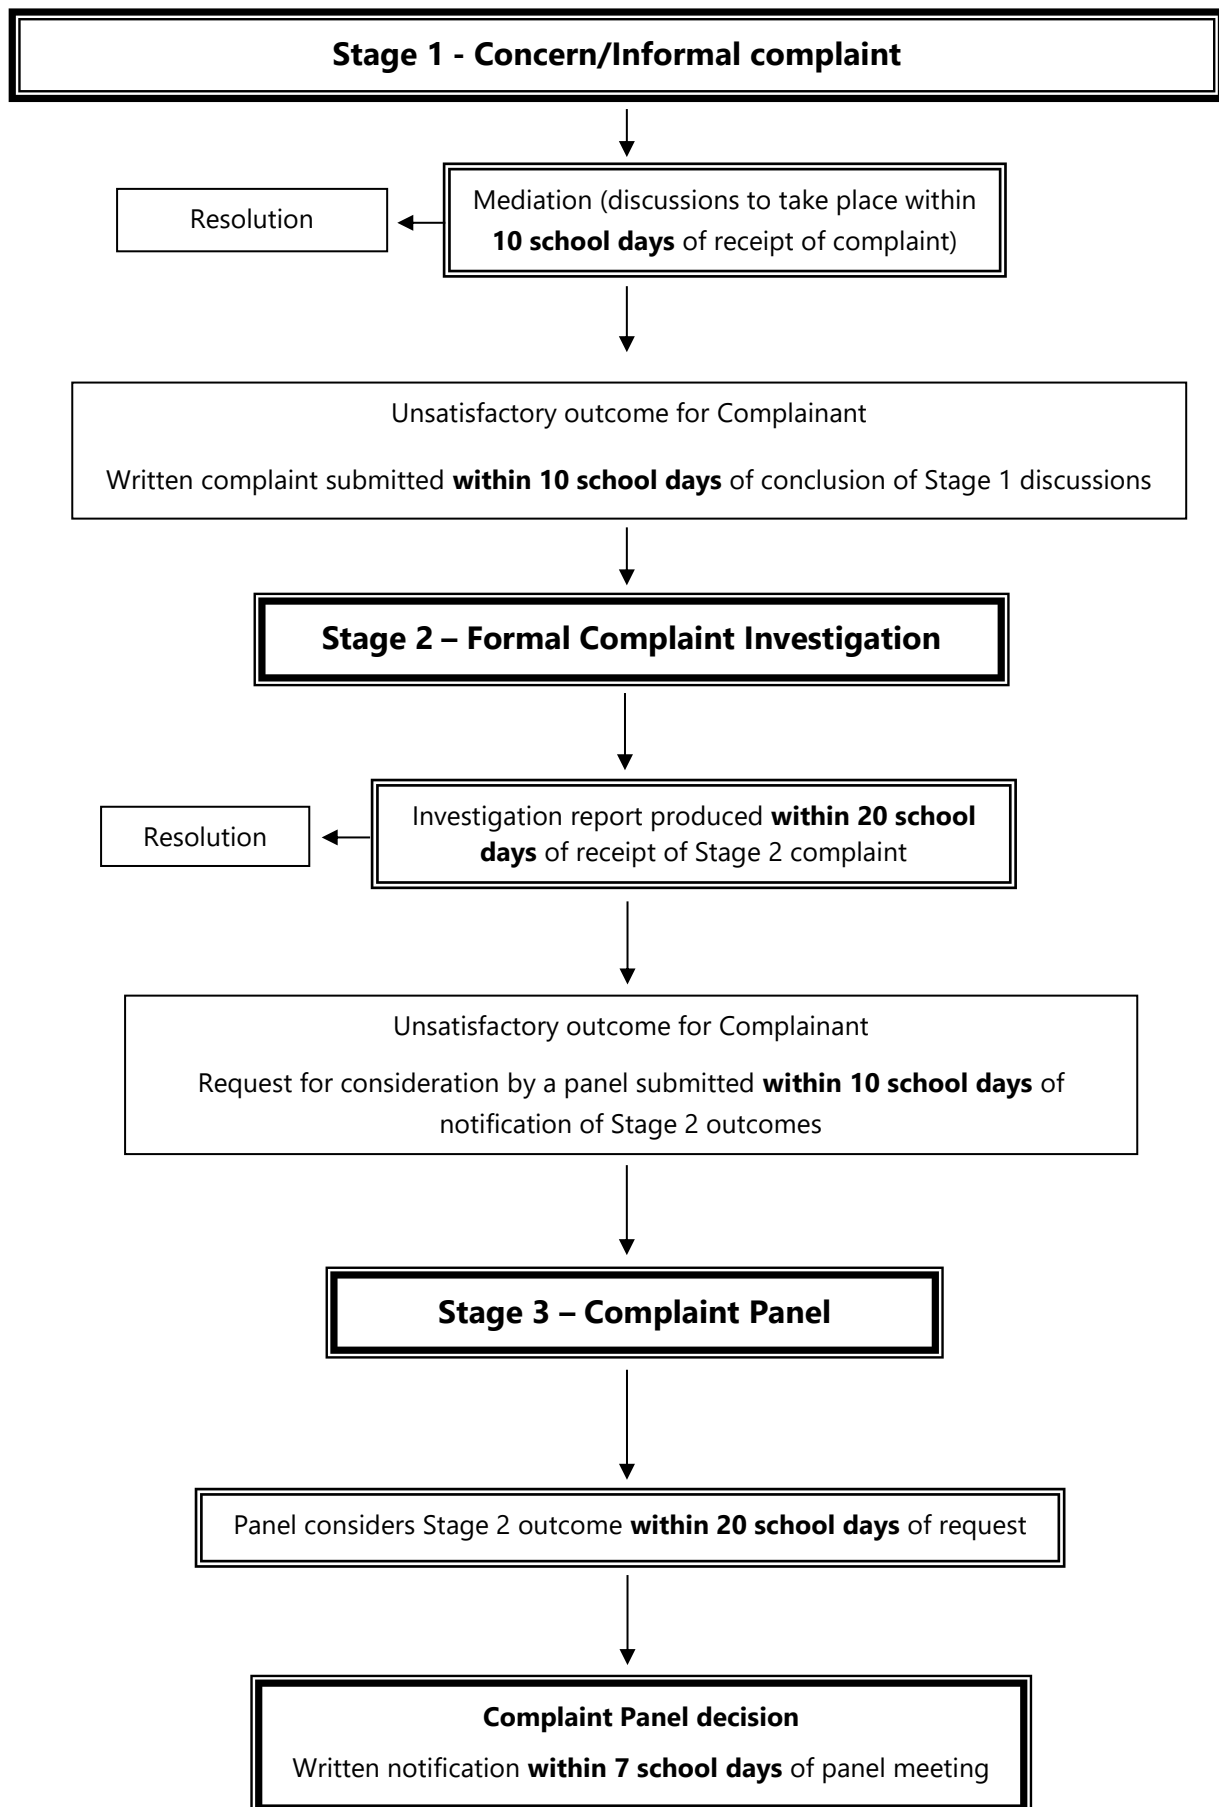 Stage 1 - Concern/Informal complaint
Mediation (discussions to take place within
10 school days of receipt of complaint)
Resolution
Unsatisfactory outcome for Complainant
Written complaint submitted within 10 school days of conclusion of Stage 1 discussions
Stage 2 – Formal Complaint Investigation
Investigation report produced within 20 school
days of receipt of Stage 2 complaint
Resolution
Unsatisfactory outcome for Complainant
Request for consideration by a panel submitted within 10 school days of
notification of Stage 2 outcomes
Stage 3 – Complaint Panel
Panel considers Stage 2 outcome within 20 school days of request
Complaint Panel decision
Written notification within 7 school days of panel meeting